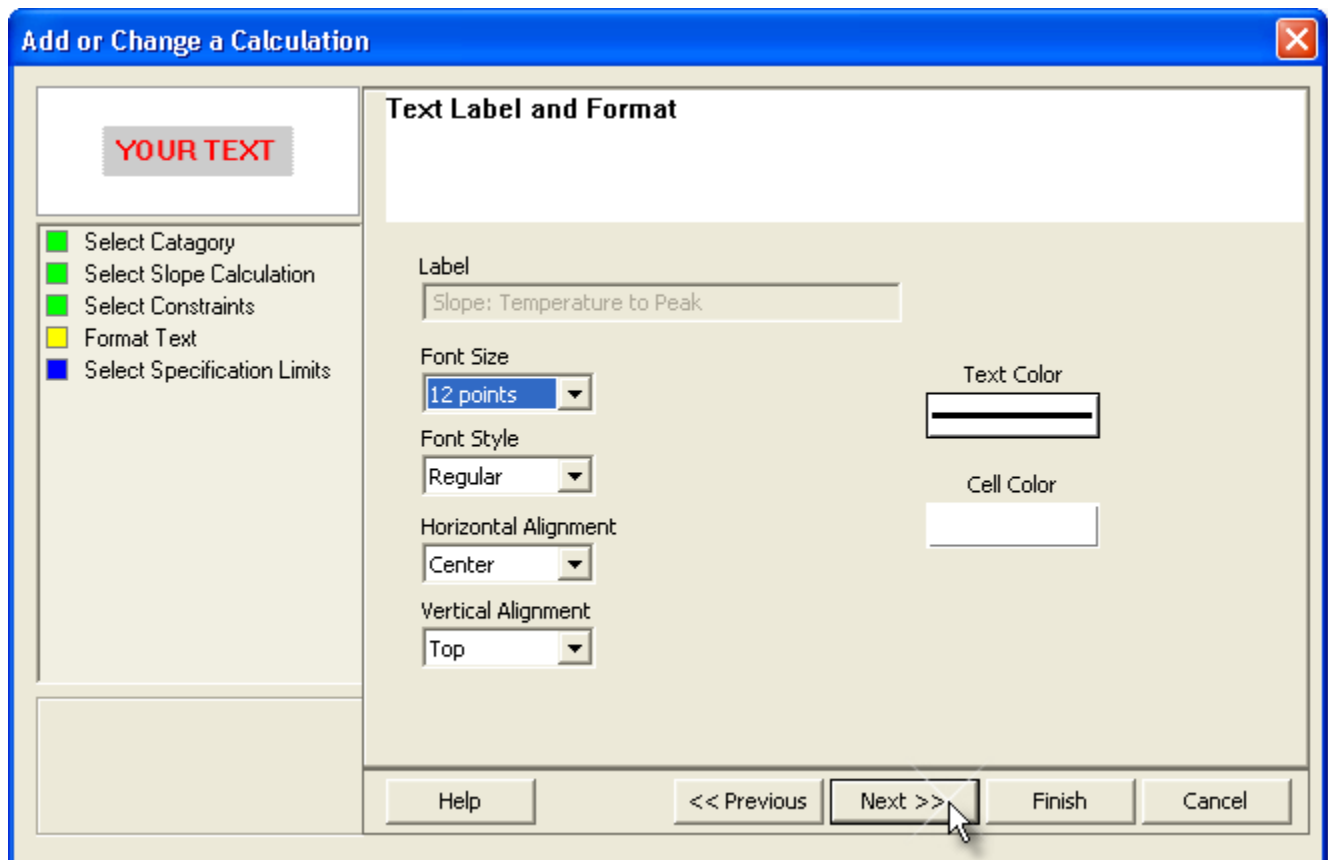 Add or Change a Calculation
YOUR TEXT
Select Catagory
Select Slope Calculation
Select Constraints
Format Text
Select Specification Limits
Text Label and Format
Label
Slope: Temperature to Peak
Font Size
12 points
Font Style
Regular
Horizontal Alignment
Center
Vertical Alignment
Top
Text Color
Cell Color
Help
<< Previous
Next >>
Finish
Cancel